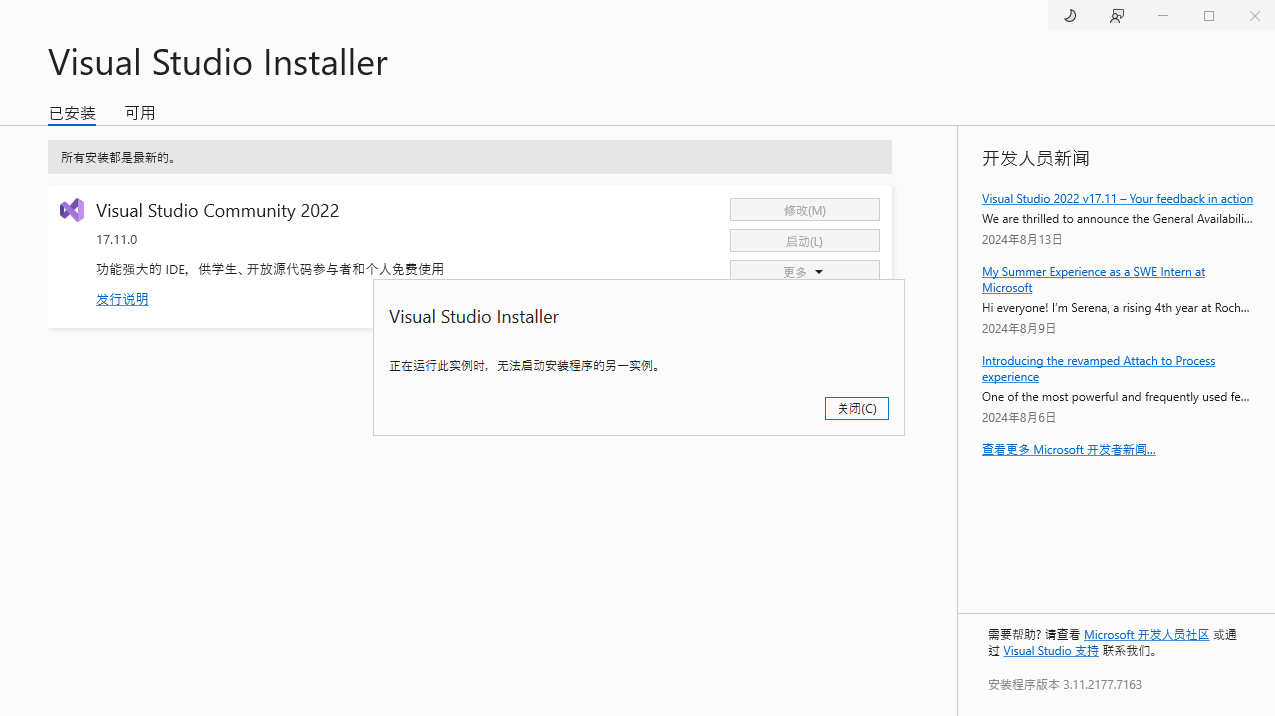 Visual Studio Installer
已安装 可用
所有安装都是最新的。
Visual Studio Community 2022
17.11.0
功能强大的 IDE，供学生、开放源代码参与者和个人免费使用
发行说明
修改(M)
启动(L)
更多
Visual Studio Installer
正在运行此实例时，无法启动安装程序的另一实例。
关闭(C)
开发人员新闻
Visual Studio 2022 v17.11 – Your feedback in action
We are thrilled to announce the General Availabili...
2024年8月13日
My Summer Experience as a SWE Intern at
Microsoft
Hi everyone! I’m Serena, a rising 4th year at Roch...
2024年8月9日
Introducing the revamped Attach to Process
experience
One of the most powerful and frequently used fe...
2024年8月6日
查看更多 Microsoft 开发者新闻...
需要帮助? 请查看 Microsoft 开发人员社区 或通
过 Visual Studio 支持 联系我们。
安装程序版本 3.11.2177.7163